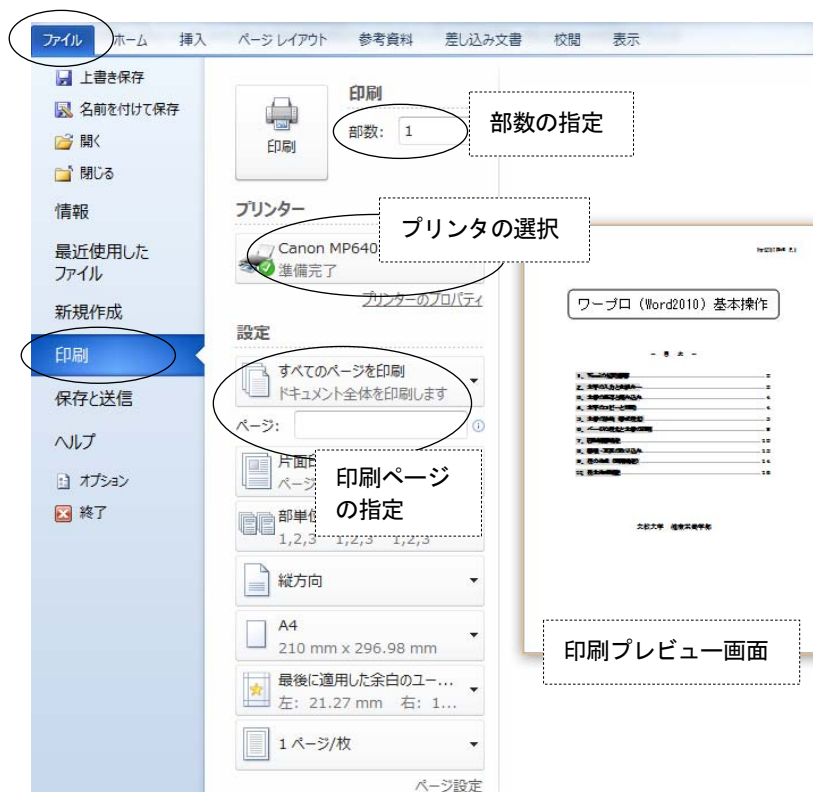 ファイル ホーム 挿入 ページ レイアウト 参考資料 差し込み文書 校閲 表示
上書き保存
名前を付けて保存
開く
閉じる
情報
最近使用した
ファイル
新規作成
印刷
保存と送信
ヘルプ
オプション
終了
印刷
印刷
部数: 1
部数の指定
プリンター
プリンタの選択
Canon MP640
準備完了
プリンターのプロパティ
設定
すべてのページを印刷
ドキュメント全体を印刷します
ページ:
片面印
ページ
印刷ページ
の指定
部単位
1,2,3 1,2,3 1,2,3
縦方向
A4
210 mm x 296.98 mm
最後に適用した余白のユー...
左: 21.27 mm 右: 1...
1 ページ/枚
ページ設定
ワープロ（Word2010）基本操作
印刷プレビュー画面